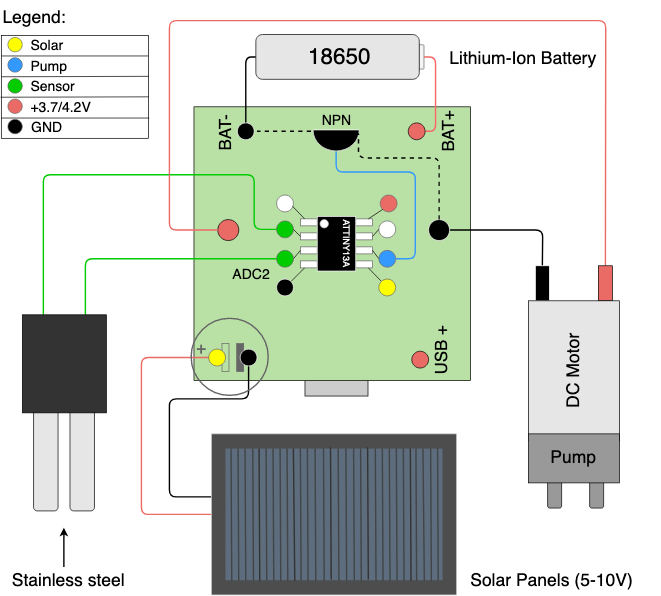 Legend:
Solar
Pump
Sensor
+3.7/4.2V
GND
18650
Lithium-Ion Battery
BAT-
NPN
BAT+
ATTINY13A
ADC2
+
USB +
DC Motor
Pump
Stainless steel
Solar Panels (5-10V)